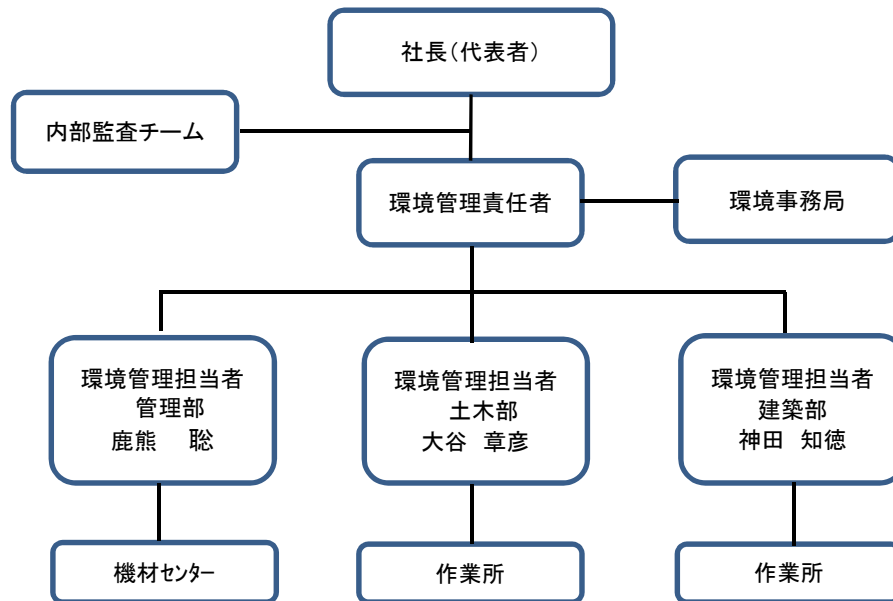 社長（代表者）
内部監査チーム
環境管理責任者
環境事務局
環境管理担当者
管理部
鹿熊　聡
環境管理担当者
土木部
大谷　章彦
環境管理担当者
建築部
神田　知徳
機材センター
作業所
作業所